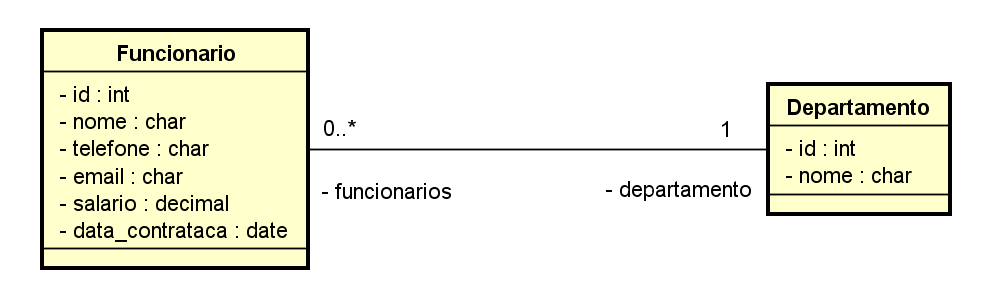 Funcionario
- id : int
- nome : char
- telefone : char
- email : char
- salario : decimal
- data_contrataca : date
0..*
1
- funcionarios
- departamento
Departamento
- id : int
- nome : char